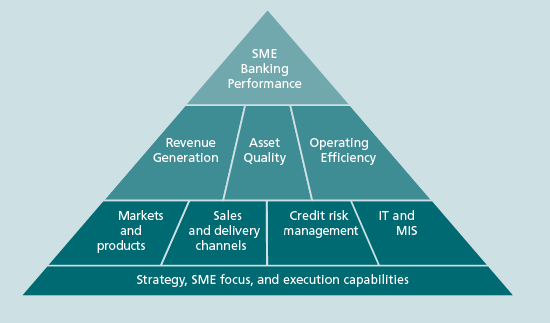 SME
Banking
Performance
Revenue
Generation
Asset
Quality
Operating
Efficiency
Markets
and
products
Sales
and delivery
channels
Credit risk
management
IT and
MIS
Strategy, SME focus, and execution capabilities